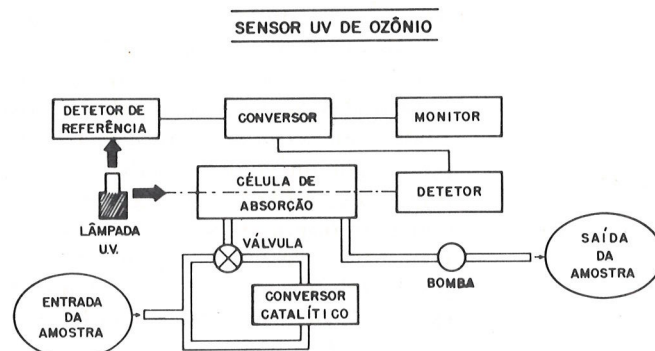 SENSOR UV DE OZÔNIO
DETETOR DE
REFERÊNCIA
CONVERSOR
MONITOR
LÂMPADA
U.V.
CÉLULA DE
ABSORÇÃO
DETETOR
VÁLVULA
BOMBA
SAÍDA
DA
AMOSTRA
ENTRADA
DA
AMOSTRA
CONVERSOR
CATALÍTICO